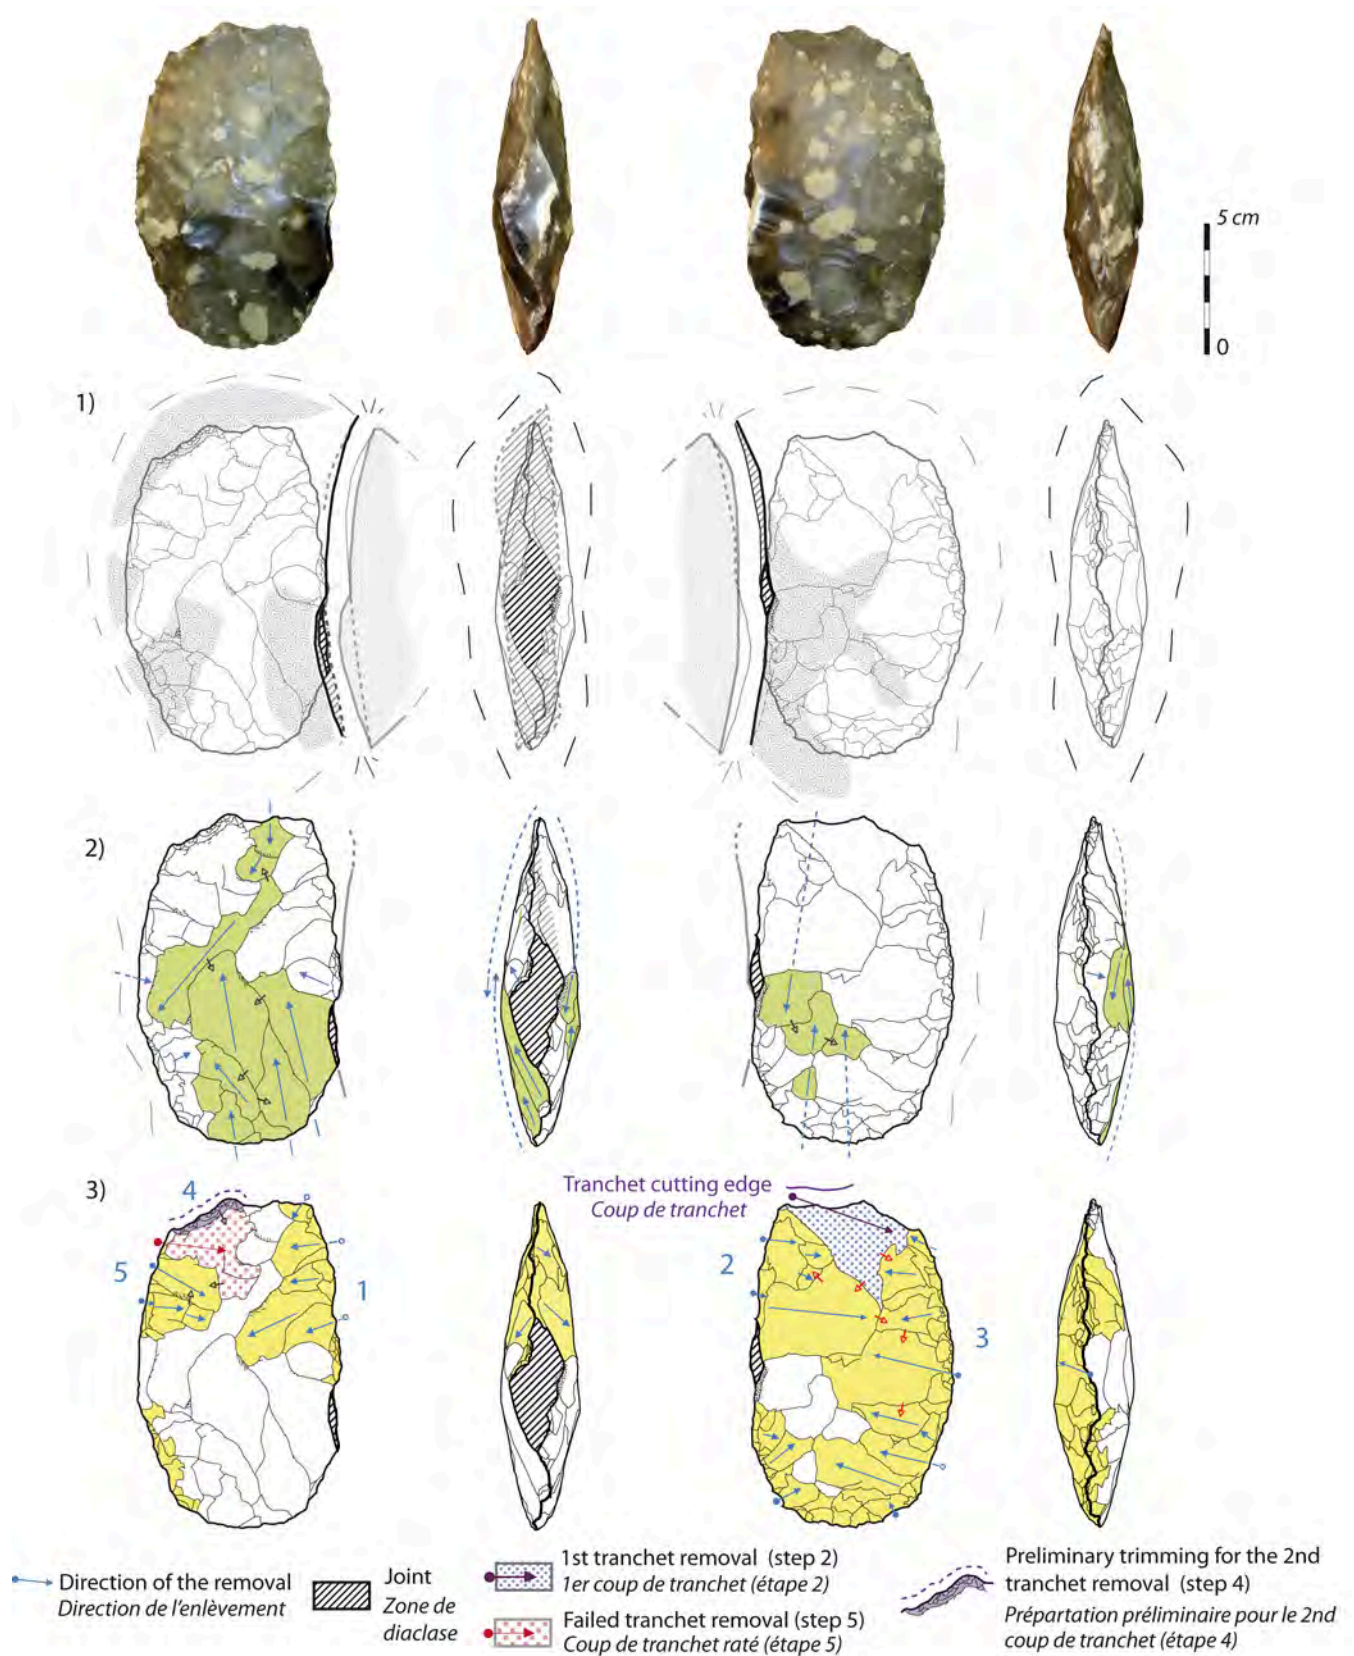 5 cm
0
1)
2)
3)
4
5
1
Tranchet cutting edge
Coup de tranchet
2
3
Direction of the removal
Direction de l'enlèvement
Joint
Zone de
diaclase
1st tranchet removal (step 2)
1er coup de tranchet (étape 2)
Failed tranchet removal (step 5)
Coup de tranchet raté (étape 5)
Preliminary trimming for the 2nd
tranchet removal (step 4)
Prépartation préliminaire pour le 2nd
coup de tranchet (étape 4)